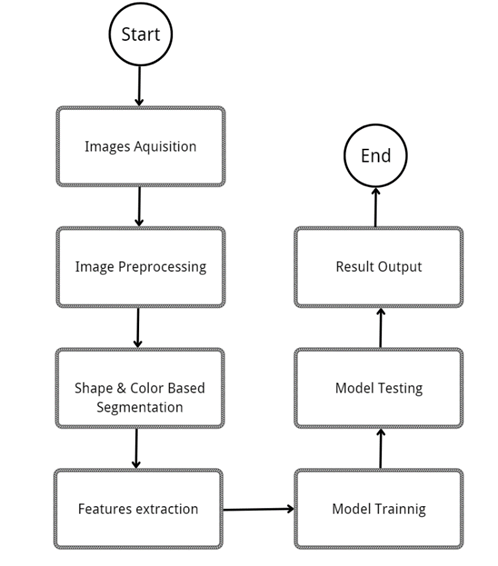 Start
Images Aquisition
Image Preprocessing
Shape & Color Based
Segmentation
Features extraction
Model Trainnig
Model Testing
Result Output
End